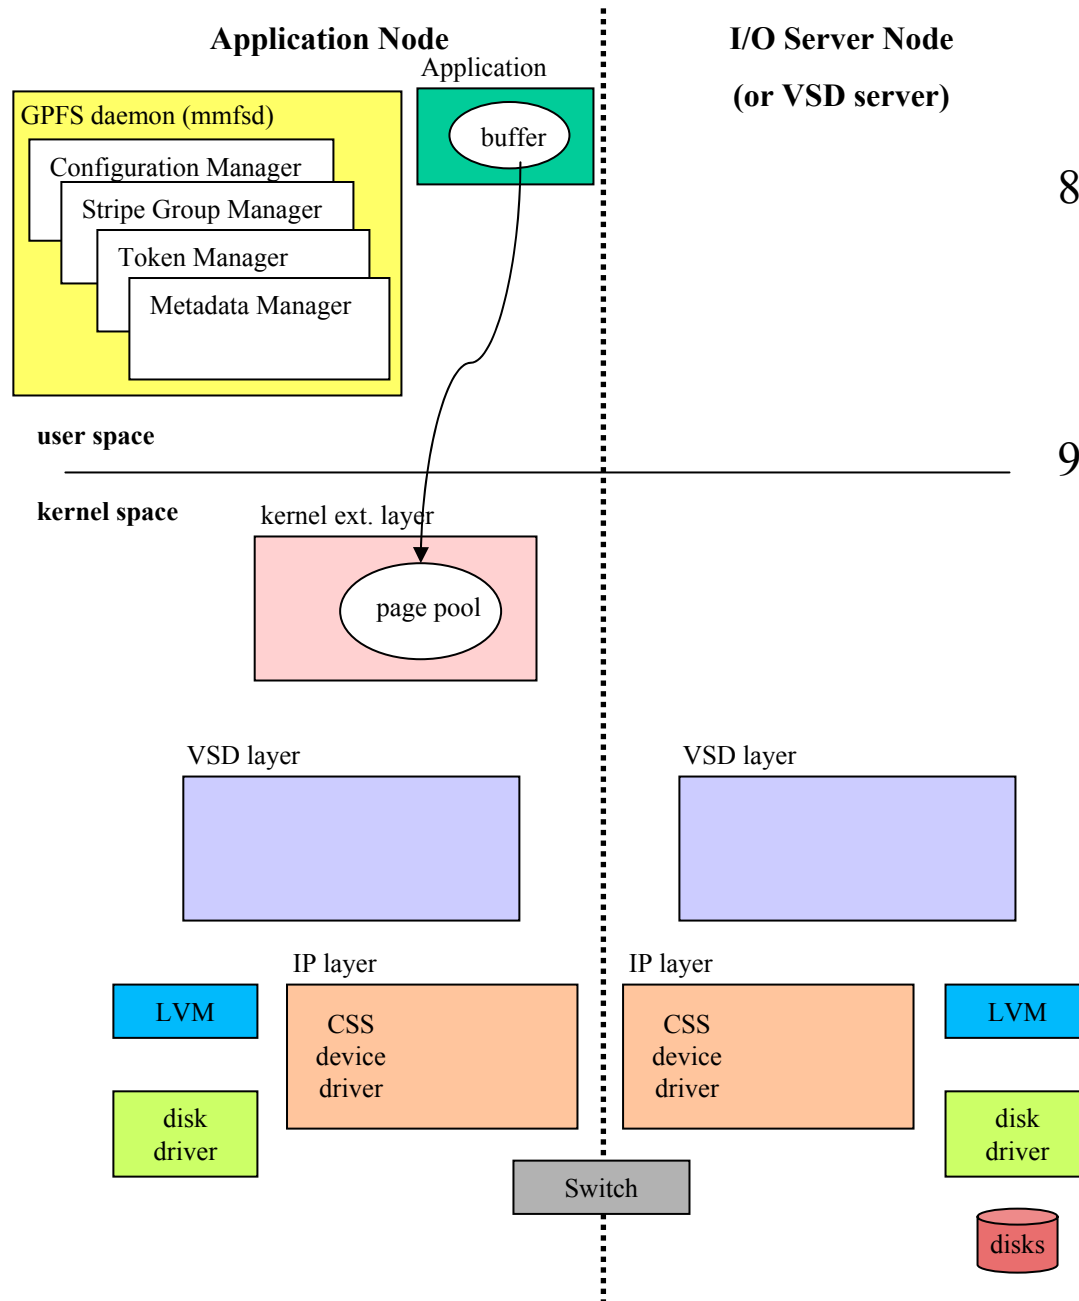 Application Node
I/O Server Node
(or VSD server)
Application
buffer
GPFS daemon (mmfsd)
Configuration Manager
Stripe Group Manager
Token Manager
Metadata Manager
8
user space
9
kernel space
kernel ext. layer
page pool
VSD layer
VSD layer
IP layer
IP layer
LVM
CSS
device
driver
CSS
device
driver
LVM
disk
driver
disk
driver
Switch
disks